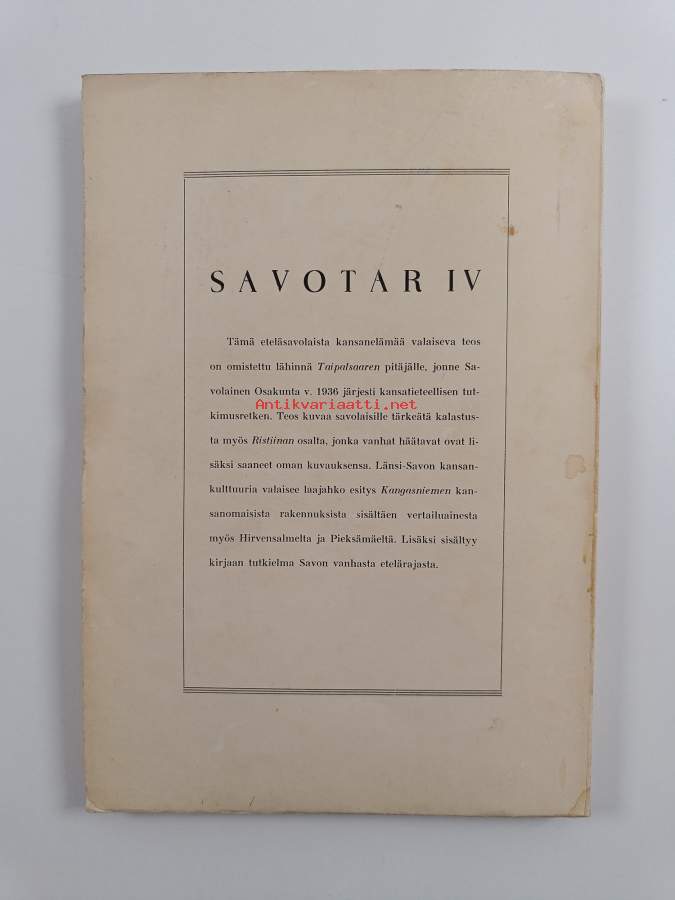 SAVOTAR IV
Tämä eteläsavolaista kansanelämää valaiseva teos
on omistettu lähinnä Taipalsaaren pitäjälle, jonne Sa-
volainen Osakunta v. 1936 järjesti kansatieteellisen tut-
Antikvariaatti.net
kimusretken. Teos kuvaa savolaisille tärkeätä kalastus-
ta myös Ristiinan osalta, jonka vanhat häätavat ovat li-
säksi saaneet oman kuvauksensa. Länsi-Savon kansan-
kulttuuria valaisee laajahko esitys Kangasniemen kan-
sanomaisista rakennuksista sisältäen vertailuainesta
myös Hirvensalmelta ja Pieksämäeltä. Lisäksi sisältyy
kirjaan tutkielma Savon vanhasta etelärajasta.